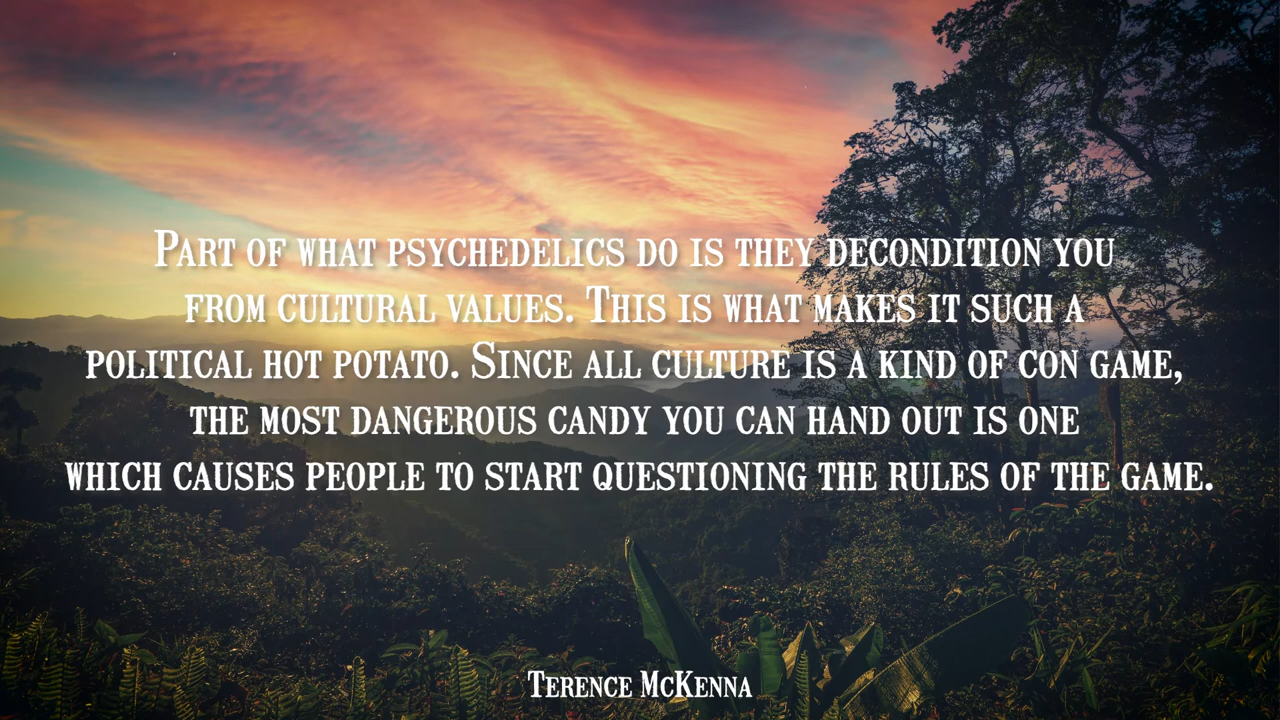 Part of what psychedelics do is they decondition you
from cultural values. This is what makes it such a
political hot potato. Since all culture is a kind of con game,
the most dangerous candy you can hand out is one
which causes people to start questioning the rules of the game.
Terence McKenna